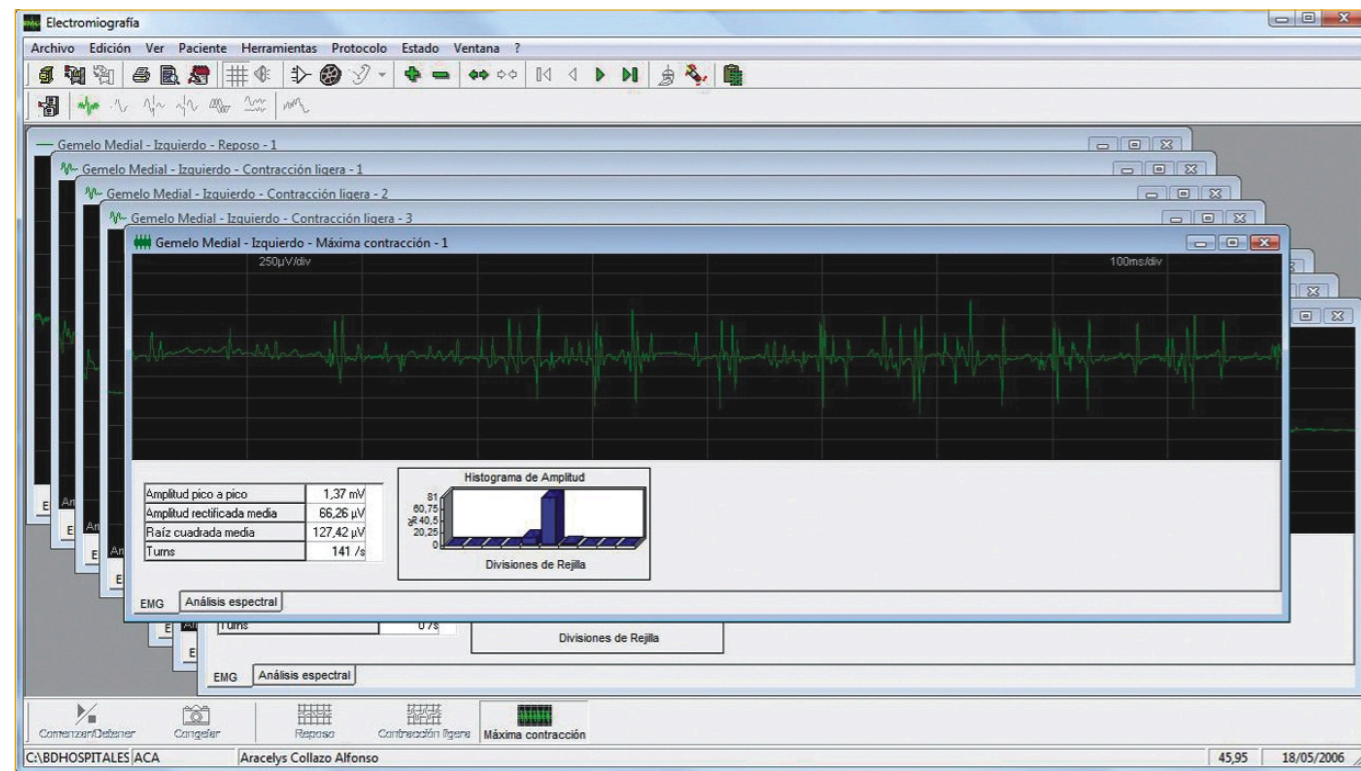 Electromiografía
Archivo Edición Ver Paciente Herramientas Protocolo Estado Ventana ?
Gemelo Medial - Izquierdo - Reposo - 1
Gemelo Medial - Izquierdo - Contracción ligera - 1
Gemelo Medial - Izquierdo - Contracción ligera - 2
Gemelo Medial - Izquierdo - Contracción ligera - 3
Gemelo Medial - Izquierdo - Máxima contracción - 1
250µV/div 100ms/div
Amplitud pico a pico 1,37 mV
Amplitud rectificada media 66,26 µV
Raíz cuadrada media 127,42 µV
Turns 141 /s
Histograma de Amplitud
81
60,75
40,5
20,25
0
Divisiones de Rejilla
EMG Análisis espectral
Turns 0 /s
Divisiones de Rejilla
EMG Análisis espectral
Comenzar/Detener Congelar Reposo Contracción ligera Máxima contracción
C:\BDHOSPITALES ACA Aracelys Collazo Alfonso 45,95 18/05/2006